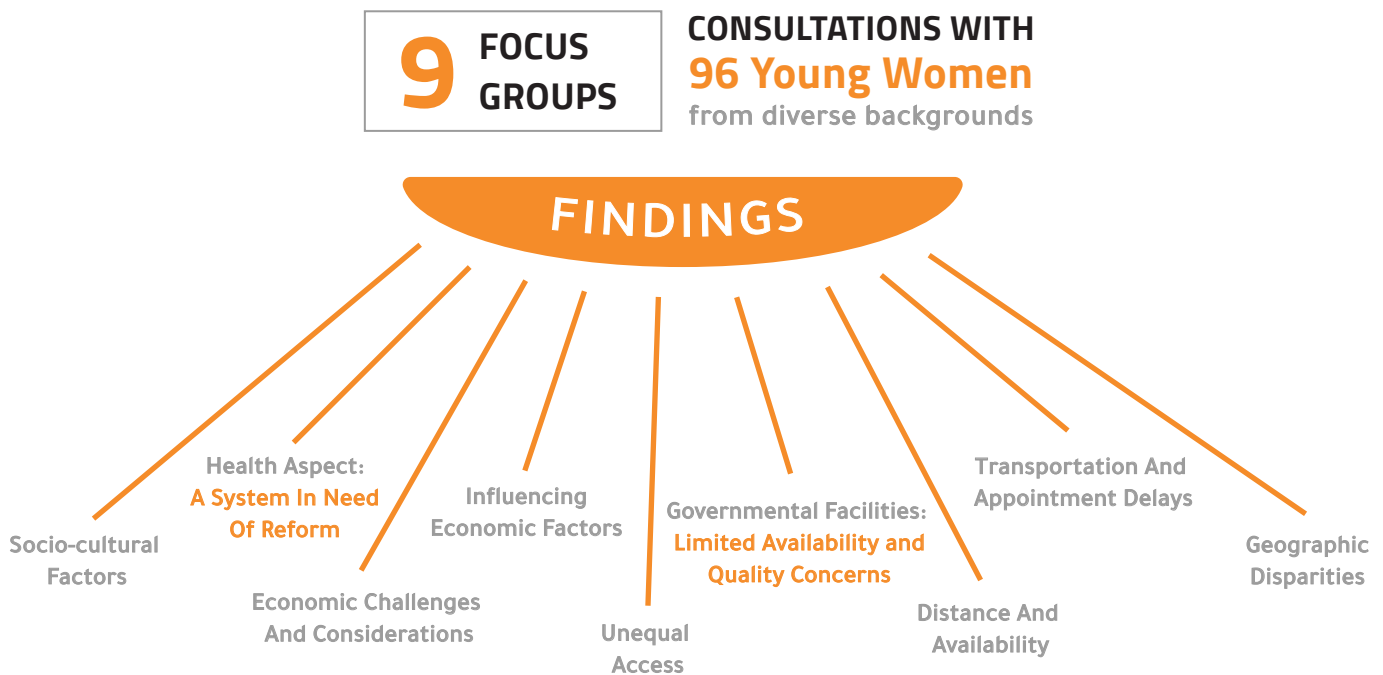 9 FOCUS
GROUPS
CONSULTATIONS WITH
96 Young Women
from diverse backgrounds
FINDINGS
Socio-cultural
Factors
Health Aspect:
A System In Need
Of Reform
Economic Challenges
And Considerations
Influencing
Economic Factors
Unequal
Access
Governmental Facilities:
Limited Availability and
Quality Concerns
Distance And
Availability
Transportation And
Appointment Delays
Geographic
Disparities